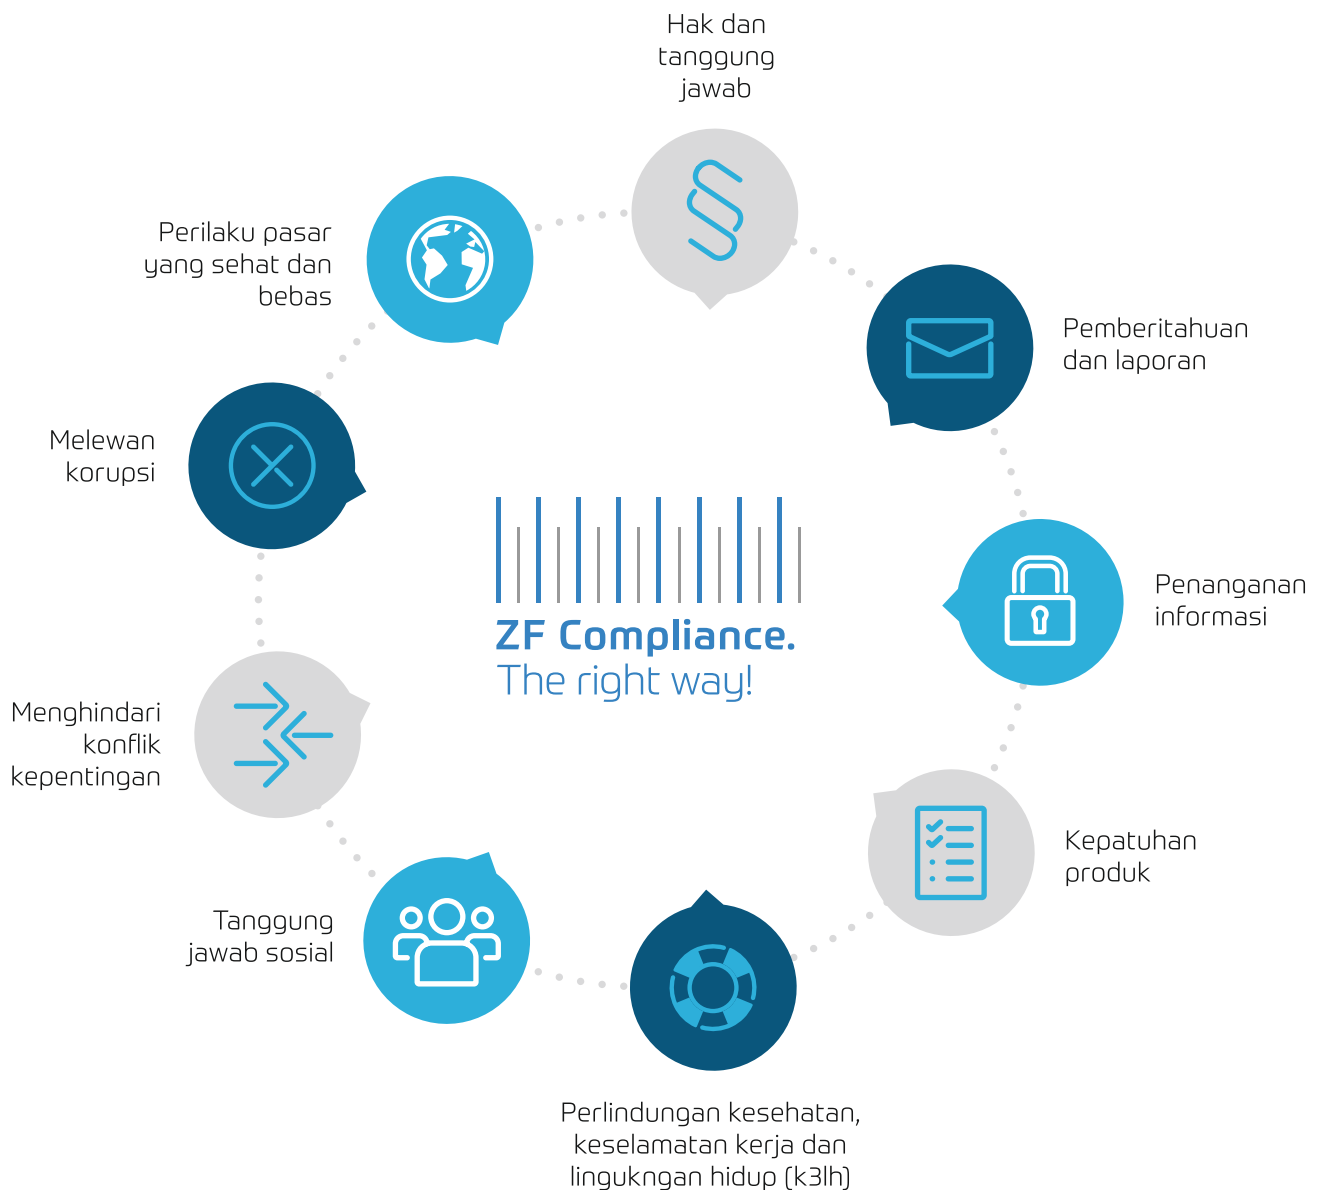 Hak dan
tanggung
jawab
Perilaku pasar
yang sehat dan
bebas
Pemberitahuan
dan laporan
Melewan
korupsi
Penanganan
informasi
ZF Compliance.
The right way!
Menghindari
konflik
kepentingan
Kepatuhan
produk
Tanggung
jawab sosial
Perlindungan kesehatan,
keselamatan kerja dan
lingukngan hidup (k3lh)